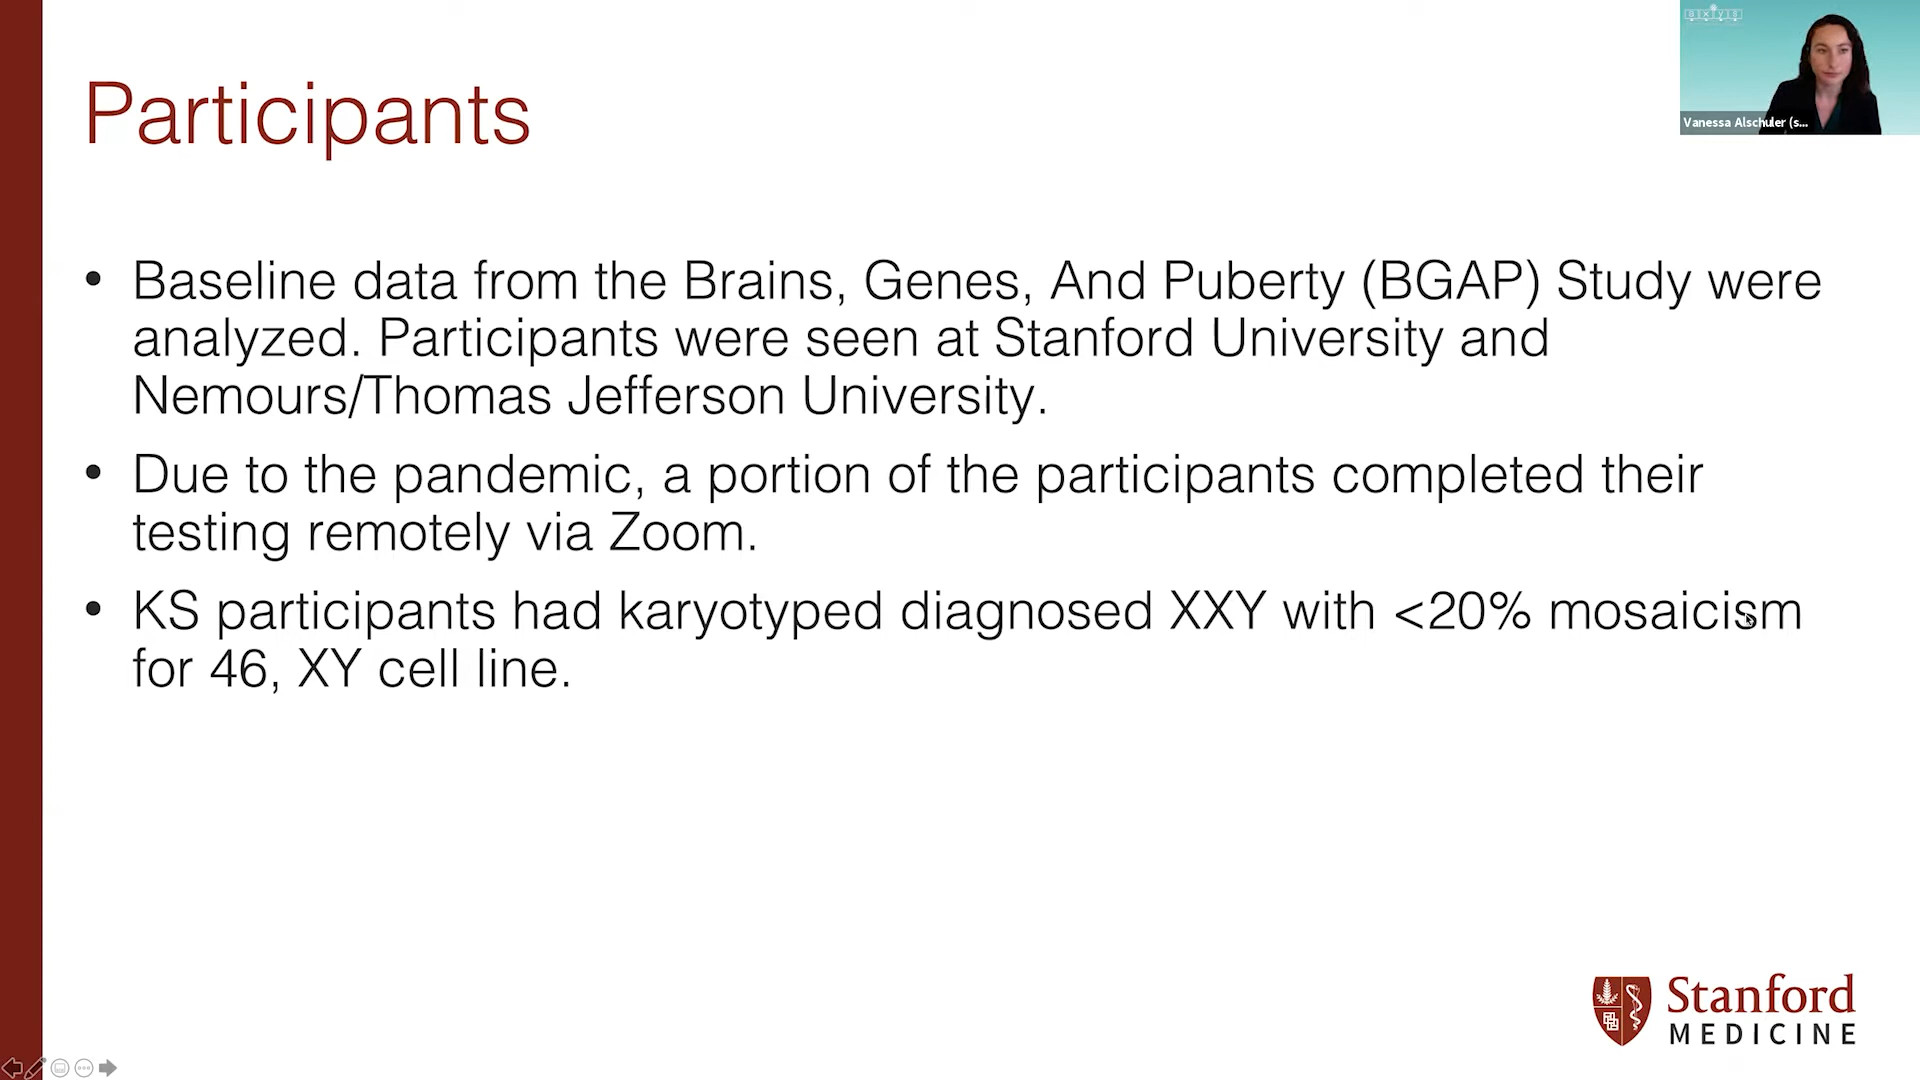 Participants
Vanessa Alschuler (s...
• Baseline data from the Brains, Genes, And Puberty (BGAP) Study were
analyzed. Participants were seen at Stanford University and
Nemours/Thomas Jefferson University.
• Due to the pandemic, a portion of the participants completed their
testing remotely via Zoom.
• KS participants had karyotyped diagnosed XXY with <20% mosaicism
for 46, XY cell line.
Stanford
MEDICINE